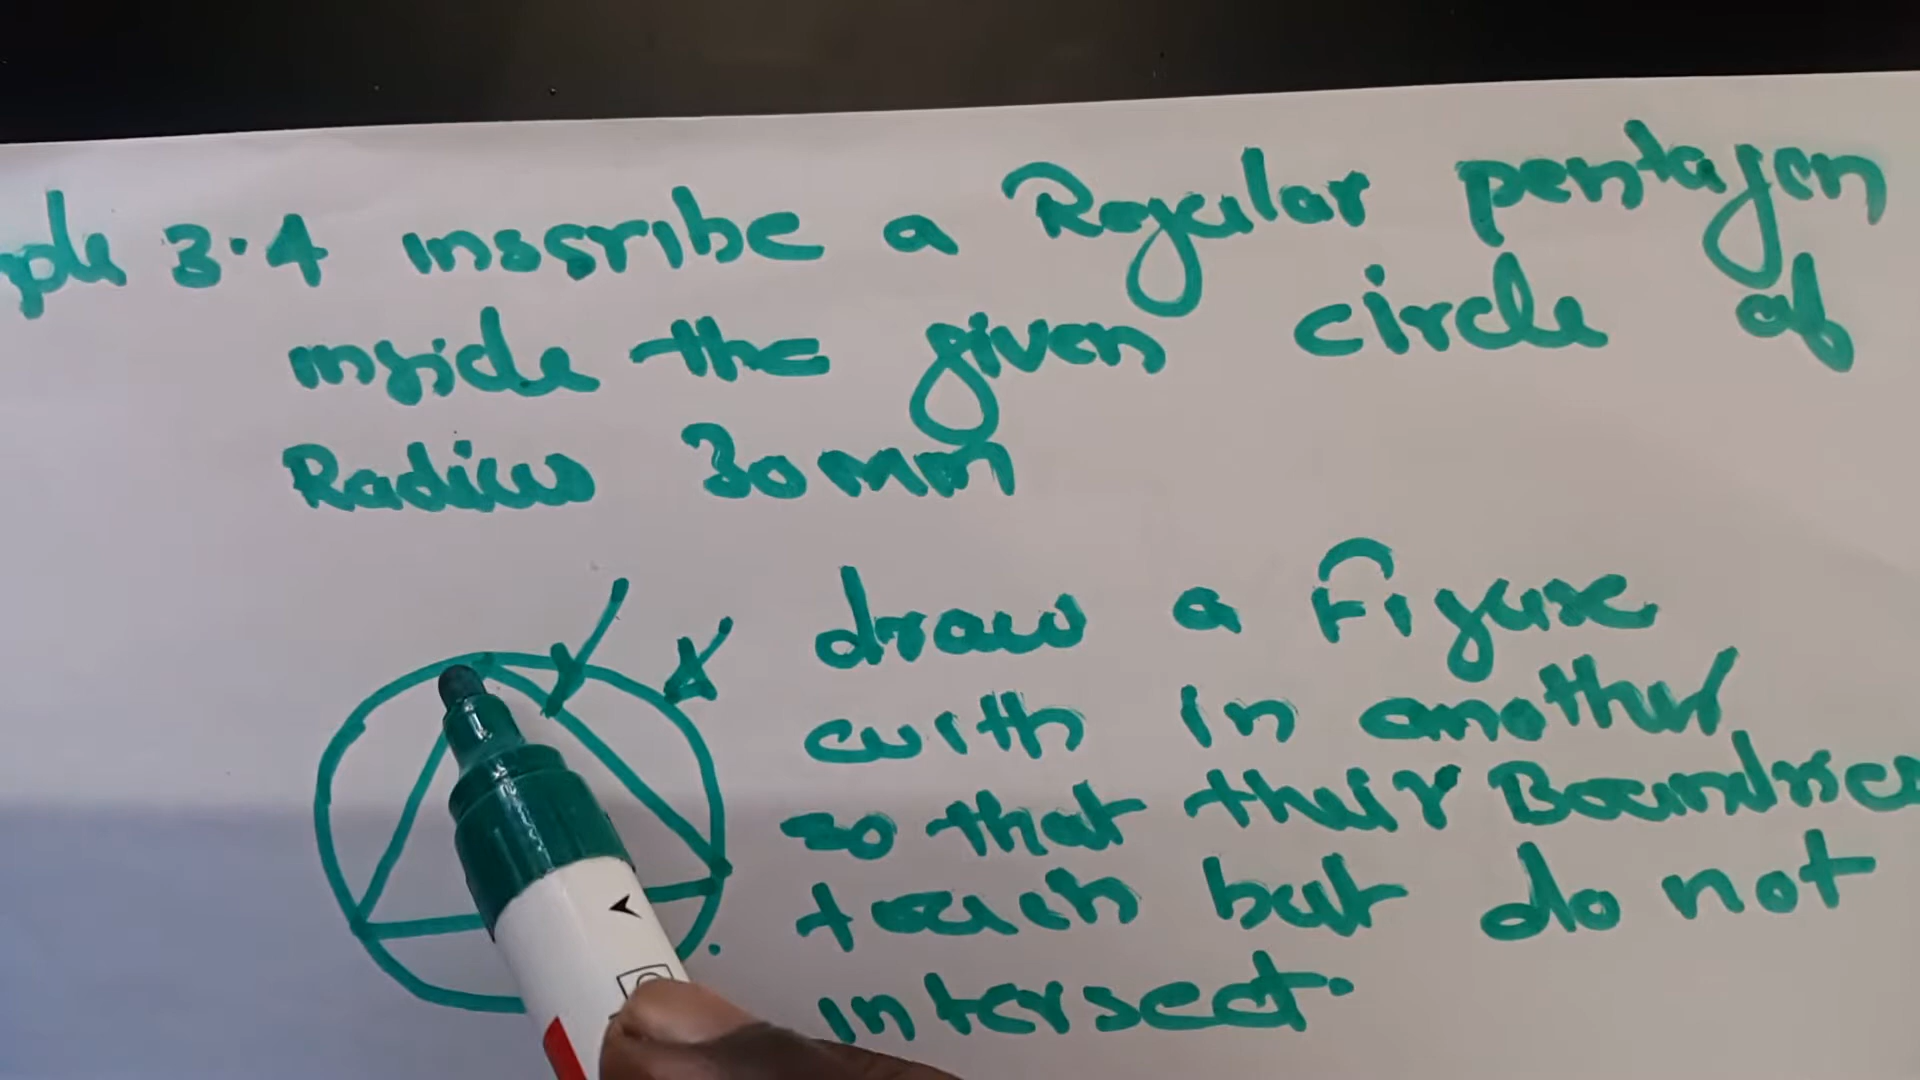 ple 3.4 Inscribe a Regular pentagon
inside the given circle of
Radius 30mm
draw a Figure
with in another
so that their Boundries
touch but do not
intersect.